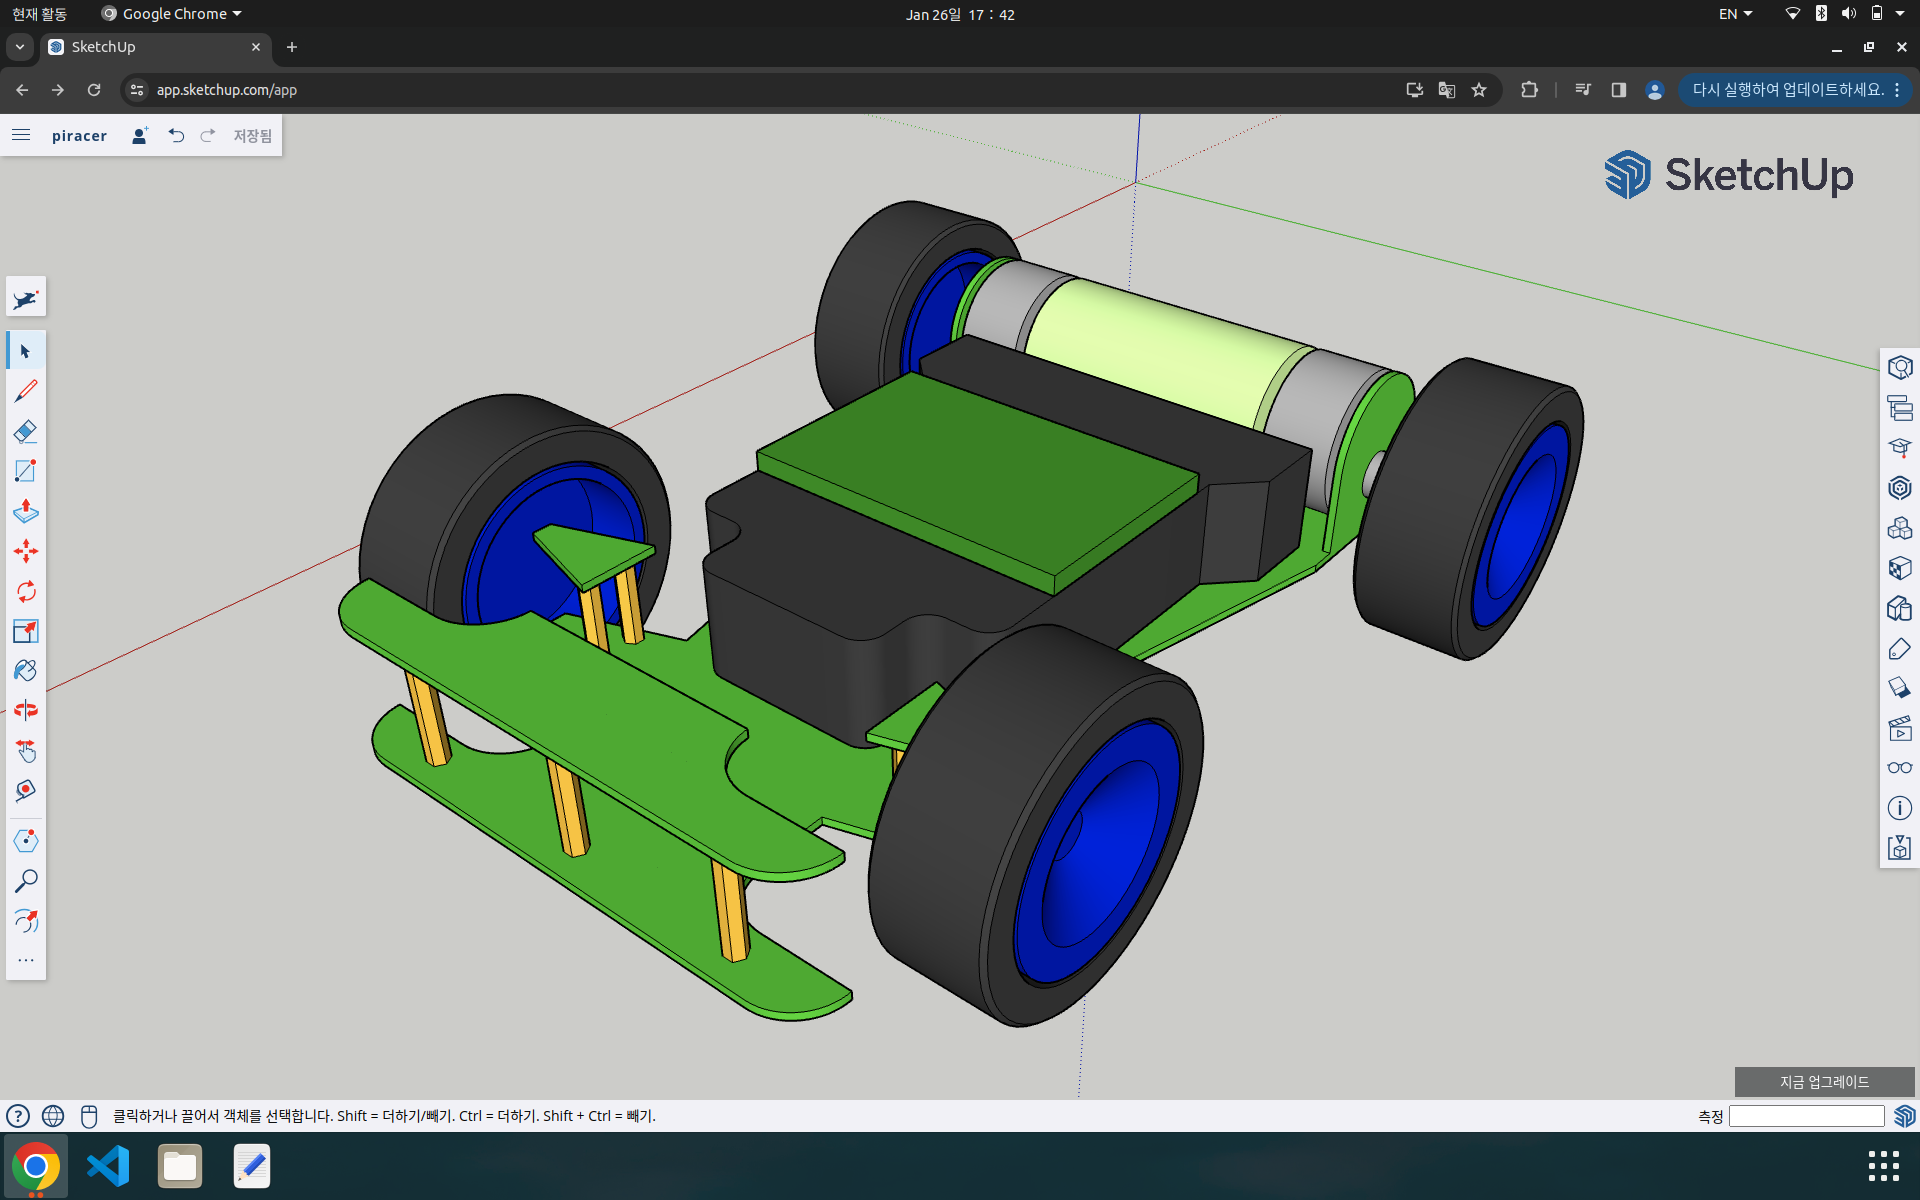 현재 활동
Google Chrome
Jan 26일 17 : 42
EN
SketchUp
app.sketchup.com/app
다시 실행하여 업데이트하세요.
piracer
저장됨
SketchUp
지금 업그레이드
클릭하거나 끌어서 객체를 선택합니다. Shift = 더하기/빼기. Ctrl = 더하기. Shift + Ctrl = 빼기.
측정